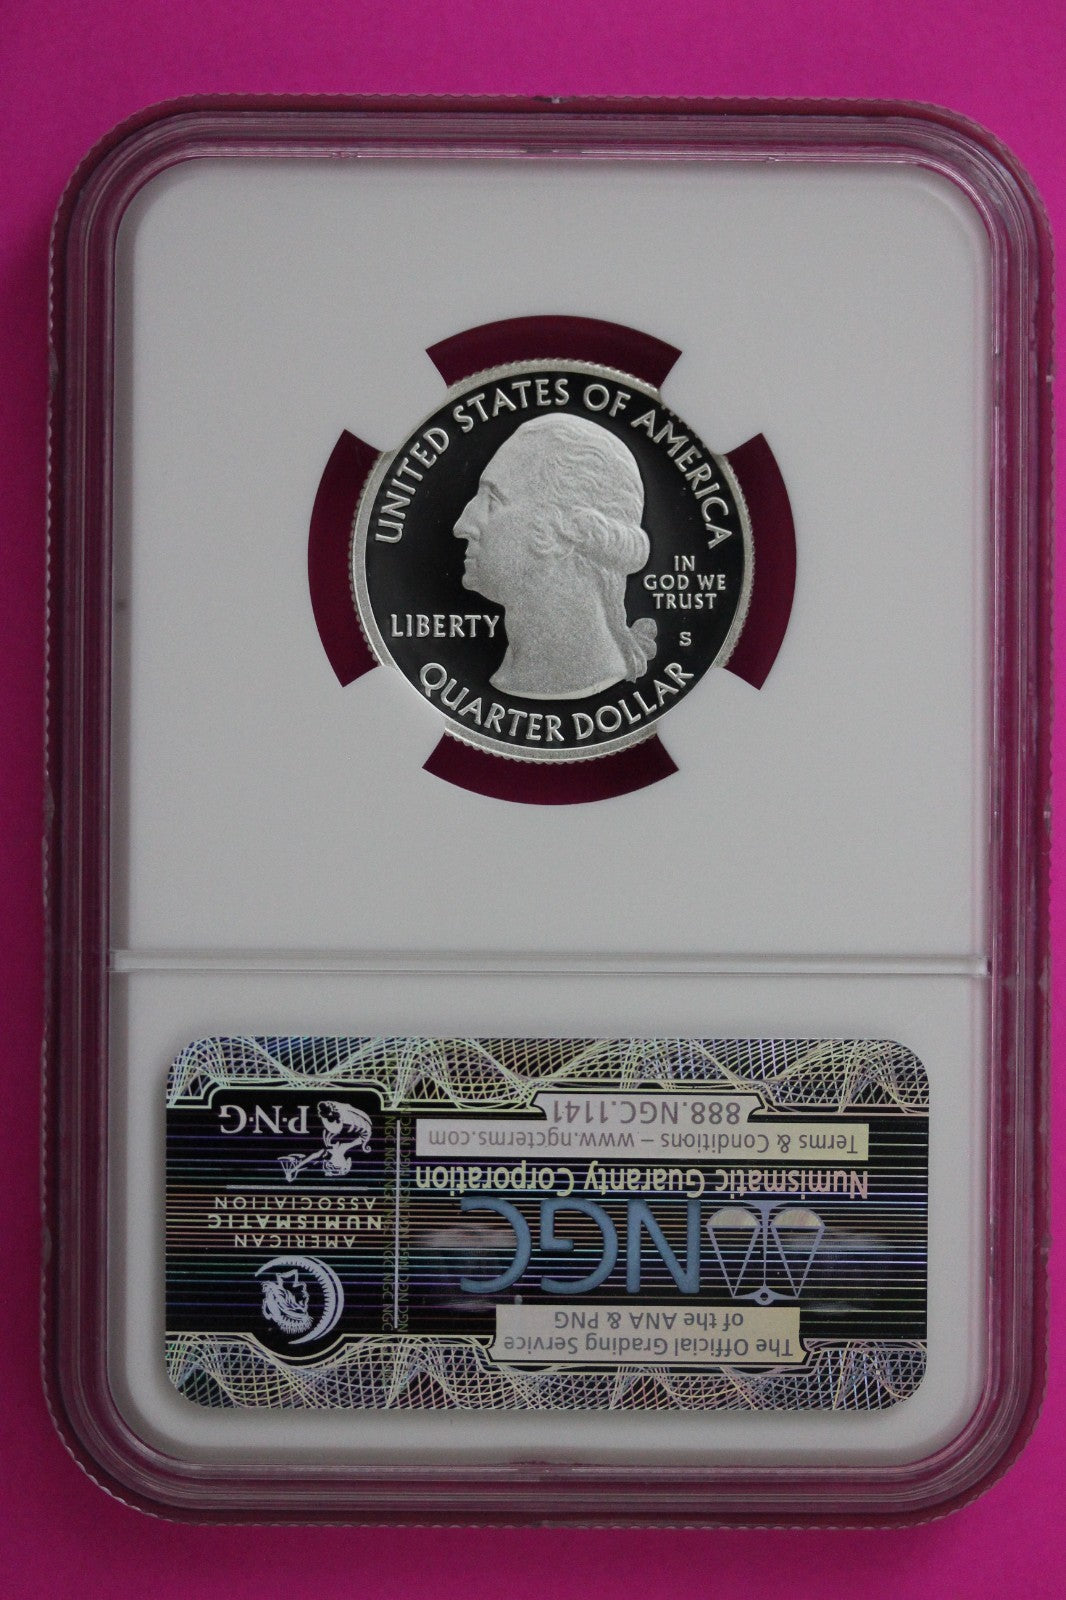 UNITED STATES OF AMERICA
LIBERTY
IN
GOD WE
TRUST
S
QUARTER DOLLAR
The Official Grading Service
of the ANA & PNG
NGC
Numismatic Guaranty Corporation
Terms & Conditions – www.ngcterms.com
888.NGC.1141
AMERICAN
NUMISMATIC
ASSOCIATION
P·N·G